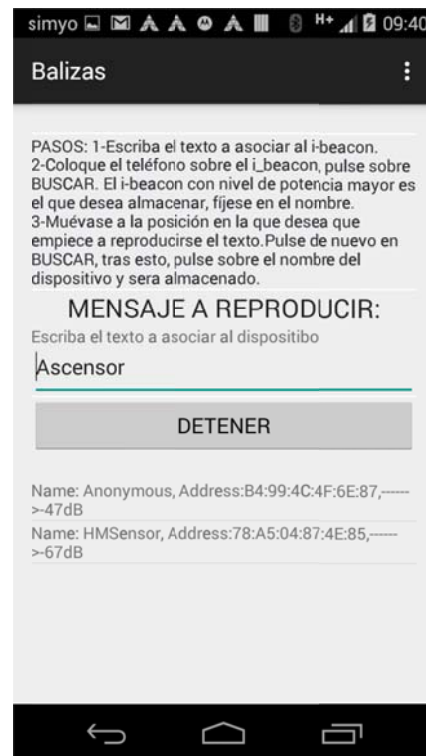 simyo H+ 09:40
Balizas
PASOS: 1-Escriba el texto a asociar al i-beacon.
2-Coloque el teléfono sobre el i_beacon, pulse sobre
BUSCAR. El i-beacon con nivel de potencia mayor es
el que desea almacenar, fíjese en el nombre.
3-Muévase a la posición en la que desea que
empiece a reproducirse el texto.Pulse de nuevo en
BUSCAR, tras esto, pulse sobre el nombre del
dispositivo y sera almacenado.
MENSAJE A REPRODUCIR:
Escriba el texto a asociar al dispositibo
Ascensor
DETENER
Name: Anonymous, Address:B4:99:4C:4F:6E:87,------
>-47dB
Name: HMSensor, Address:78:A5:04:87:4E:85,------
>-67dB